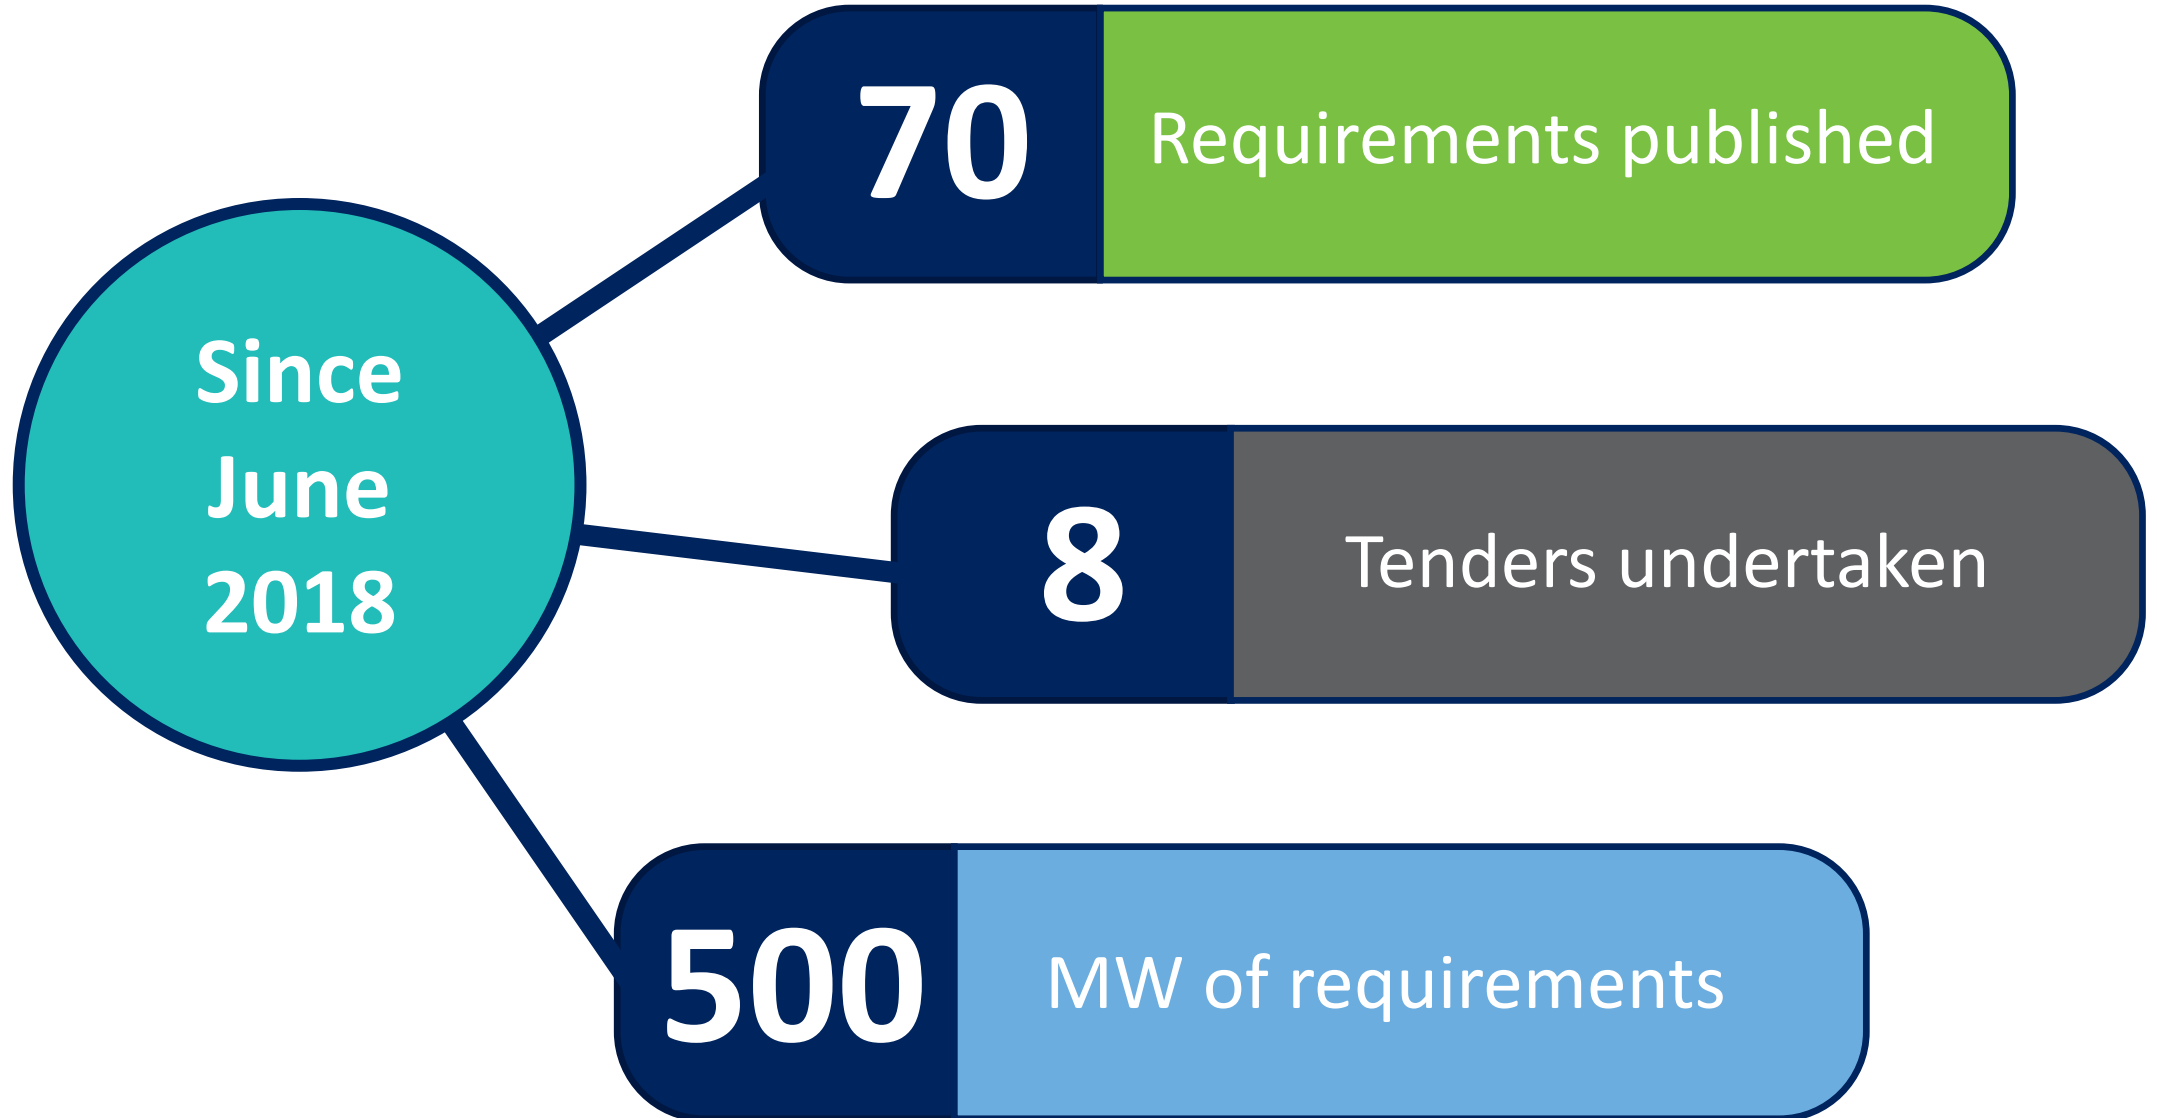 Since
June
2018
70
Requirements published
8
Tenders undertaken
500
MW of requirements